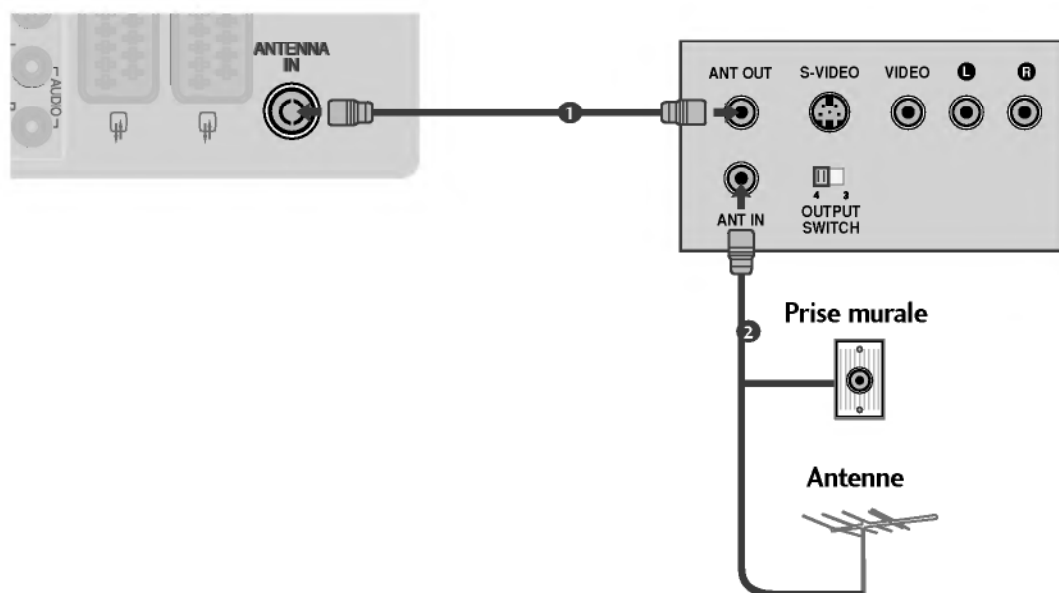 ANTENNA
IN
AUDIO
1
ANT OUT S-VIDEO VIDEO L R
4 3
ANT IN
OUTPUT
SWITCH
2
Prise murale
Antenne